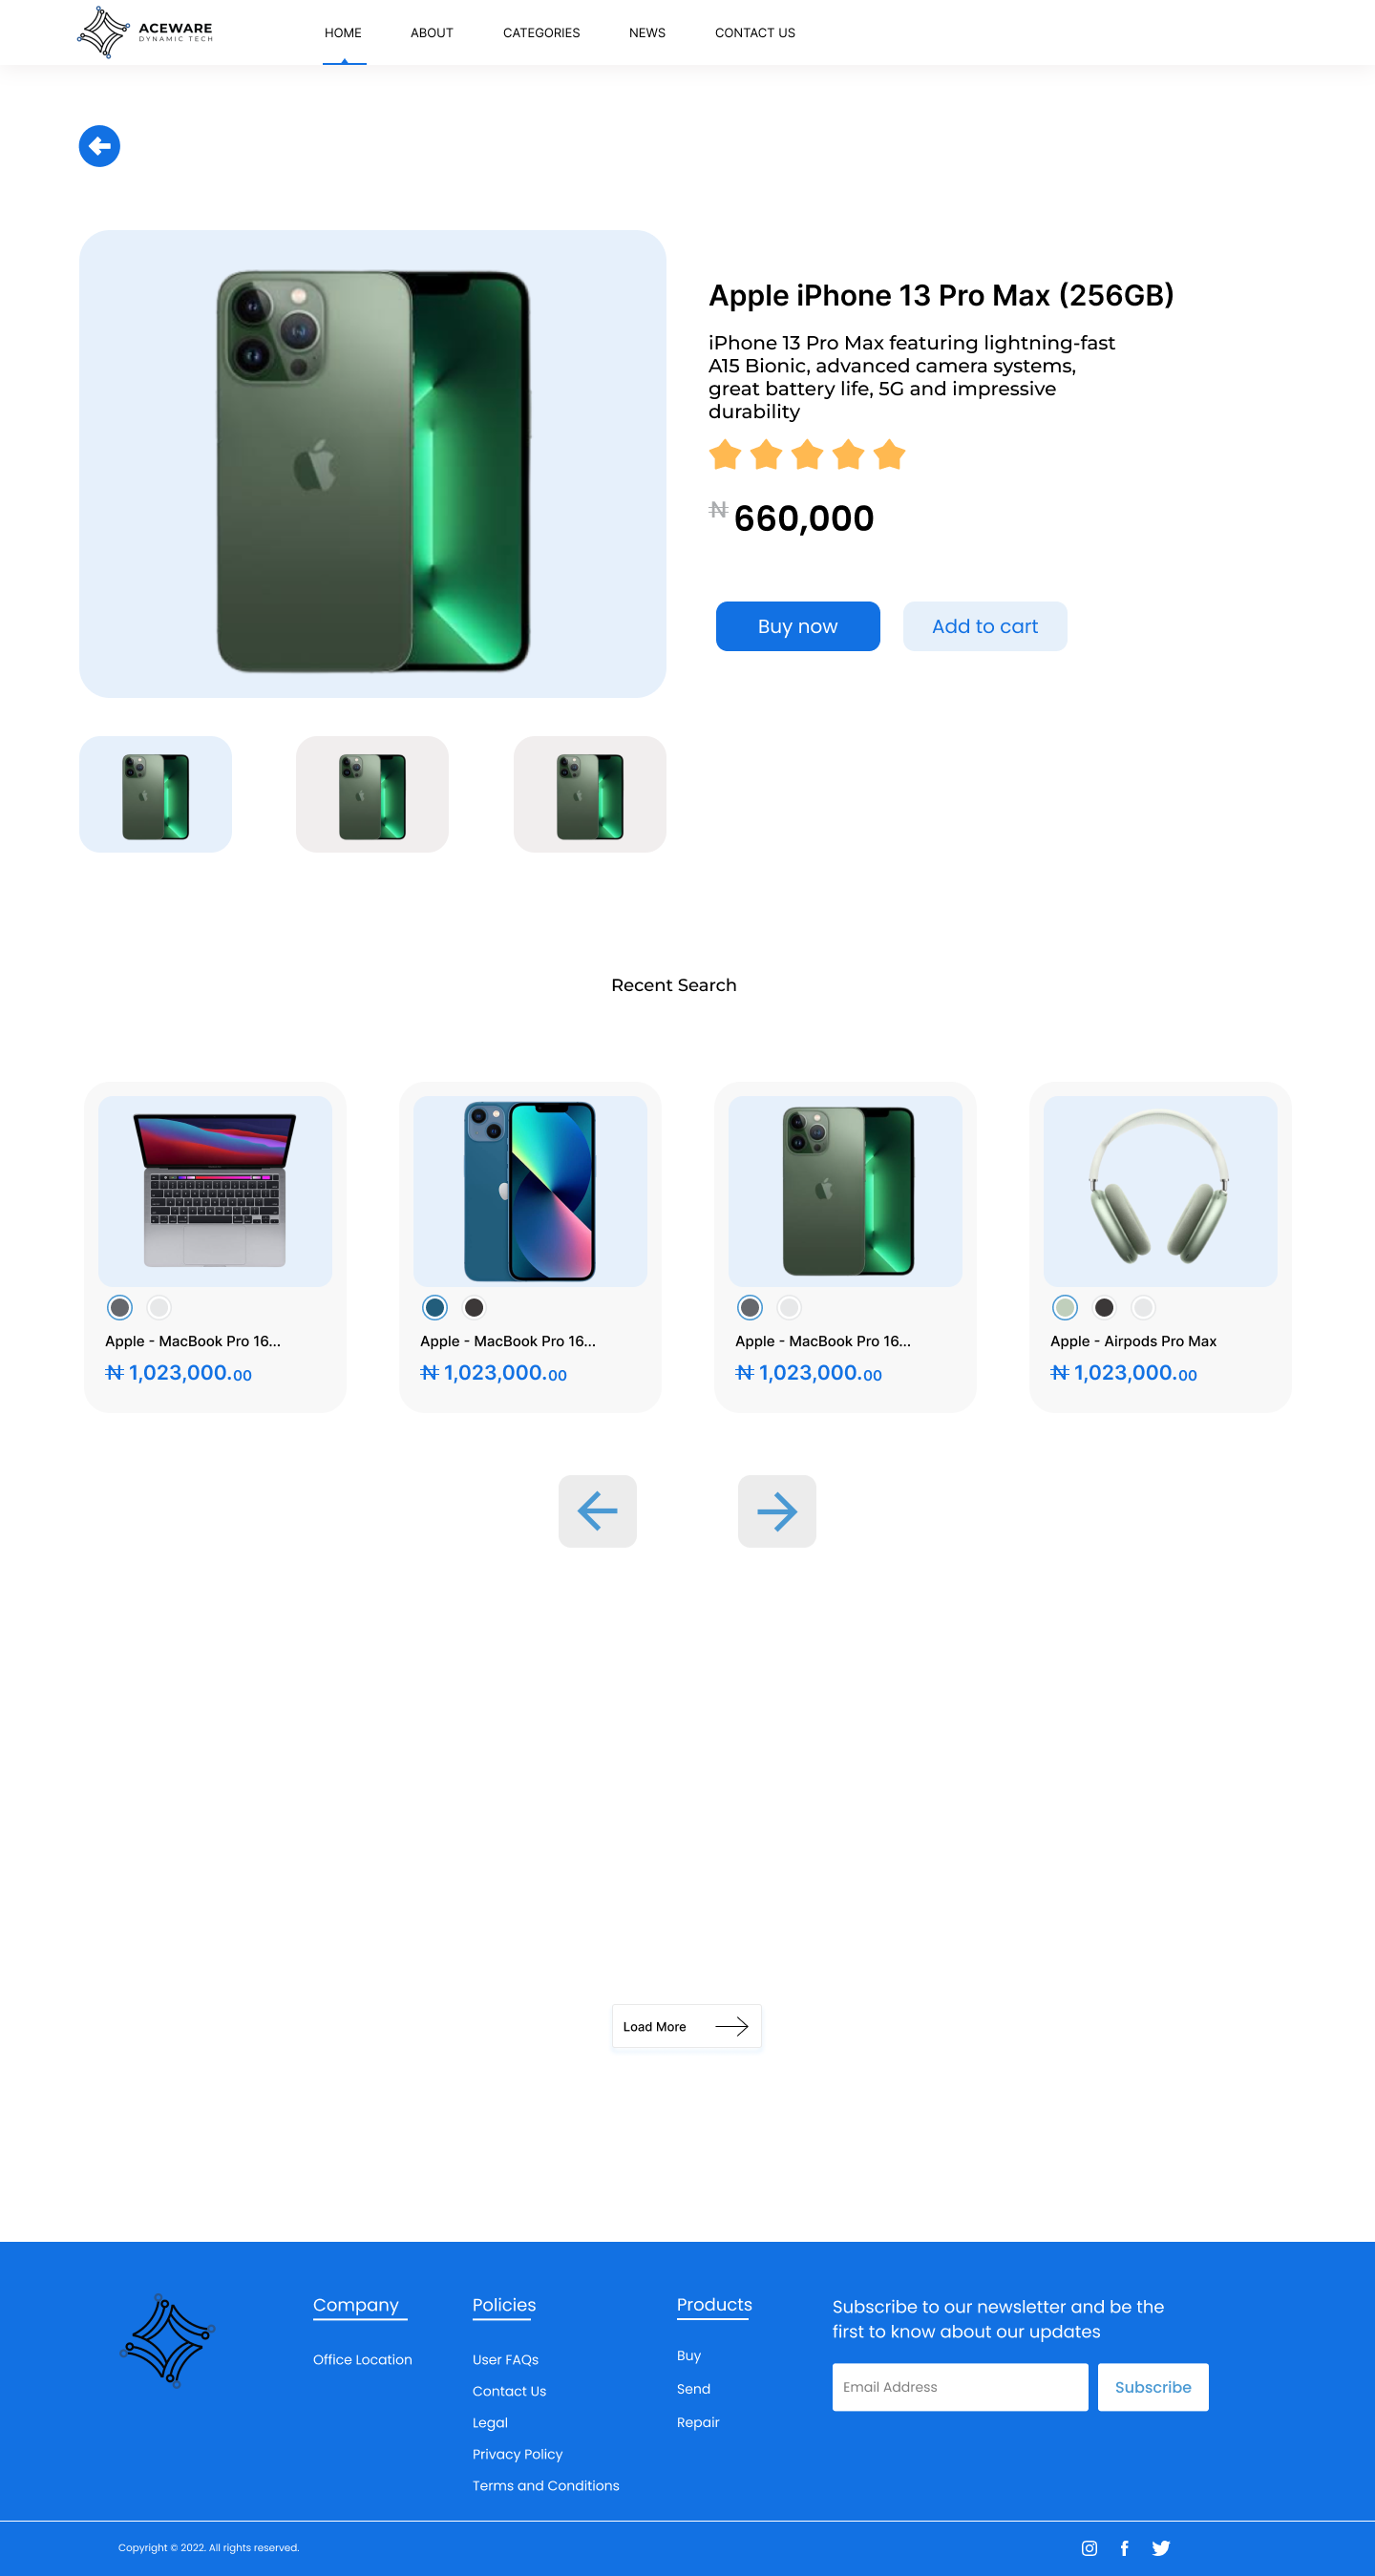 ACEWARE
DYNAMIC TECH
HOME
ABOUT
CATEGORIES
NEWS
CONTACT US
Apple iPhone 13 Pro Max (256GB)
iPhone 13 Pro Max featuring lightning-fast
A15 Bionic, advanced camera systems,
great battery life, 5G and impressive
durability
₦ 660,000
Buy now
Add to cart
Recent Search
Apple - MacBook Pro 16...
₦ 1,023,000.00
Apple - MacBook Pro 16...
₦ 1,023,000.00
Apple - MacBook Pro 16...
₦ 1,023,000.00
Apple - Airpods Pro Max
₦ 1,023,000.00
Load More
Company
Office Location
Policies
User FAQs
Contact Us
Legal
Privacy Policy
Terms and Conditions
Products
Buy
Send
Repair
Subscribe to our newsletter and be the
first to know about our updates
Email Address
Subscribe
Copyright © 2022. All rights reserved.